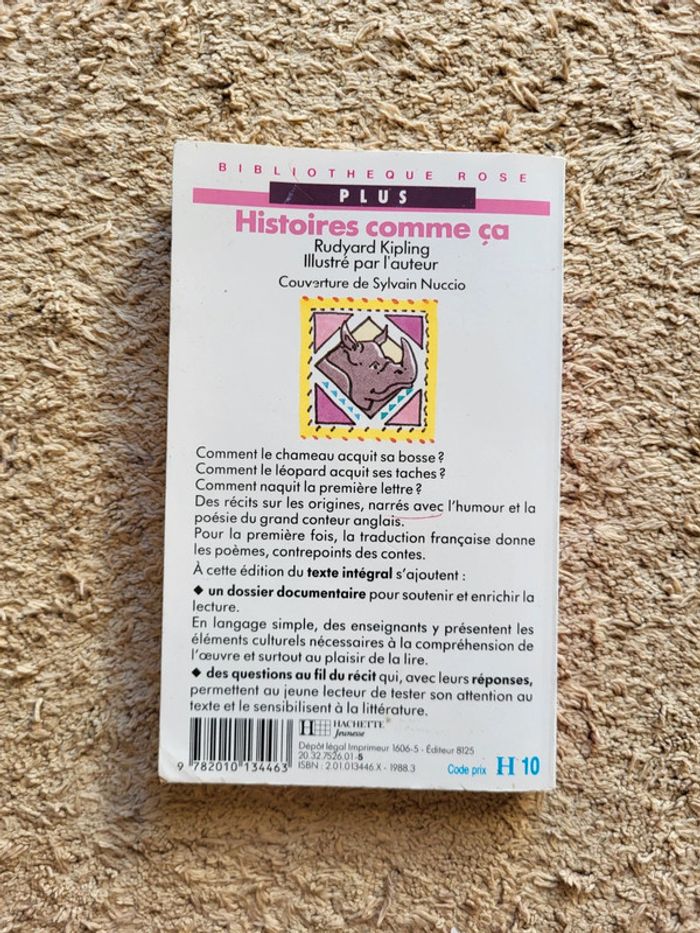 BIBLIOTHEQUE ROSE
PLUS
Histoires comme ça
Rudyard Kipling
Illustré par l'auteur
Couverture de Sylvain Nuccio
Comment le chameau acquit sa bosse ?
Comment le léopard acquit ses taches ?
Comment naquit la première lettre ?
Des récits sur les origines, narrés avec l'humour et la
poésie du grand conteur anglais.
Pour la première fois, la traduction française donne
les poèmes, contrepoints des contes.
À cette édition du texte intégral s'ajoutent :
◆ un dossier documentaire pour soutenir et enrichir la
lecture.
En langage simple, des enseignants y présentent les
éléments culturels nécessaires à la compréhension de
l'œuvre et surtout au plaisir de la lire.
◆ des questions au fil du récit qui, avec leurs réponses,
permettent au jeune lecteur de tester son attention au
texte et le sensibilisent à la littérature.
H HACHETTE
Jeunesse
Dépôt légal Imprimeur 1606-5 - Éditeur 8125
20.32.7526.01-5
ISBN : 2.01.013446.X - 1988.3
9 782010 134463
Code prix H 10